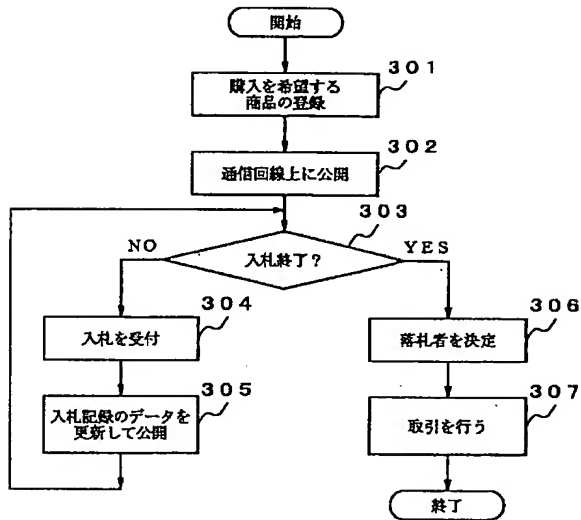 開始
301
購入を希望する
商品の登録
302
通信回線上に公開
303
NO
YES
入札終了？
304
入札を受付
305
入札記録のデータを
更新して公開
306
落札者を決定
307
取引を行う
終了